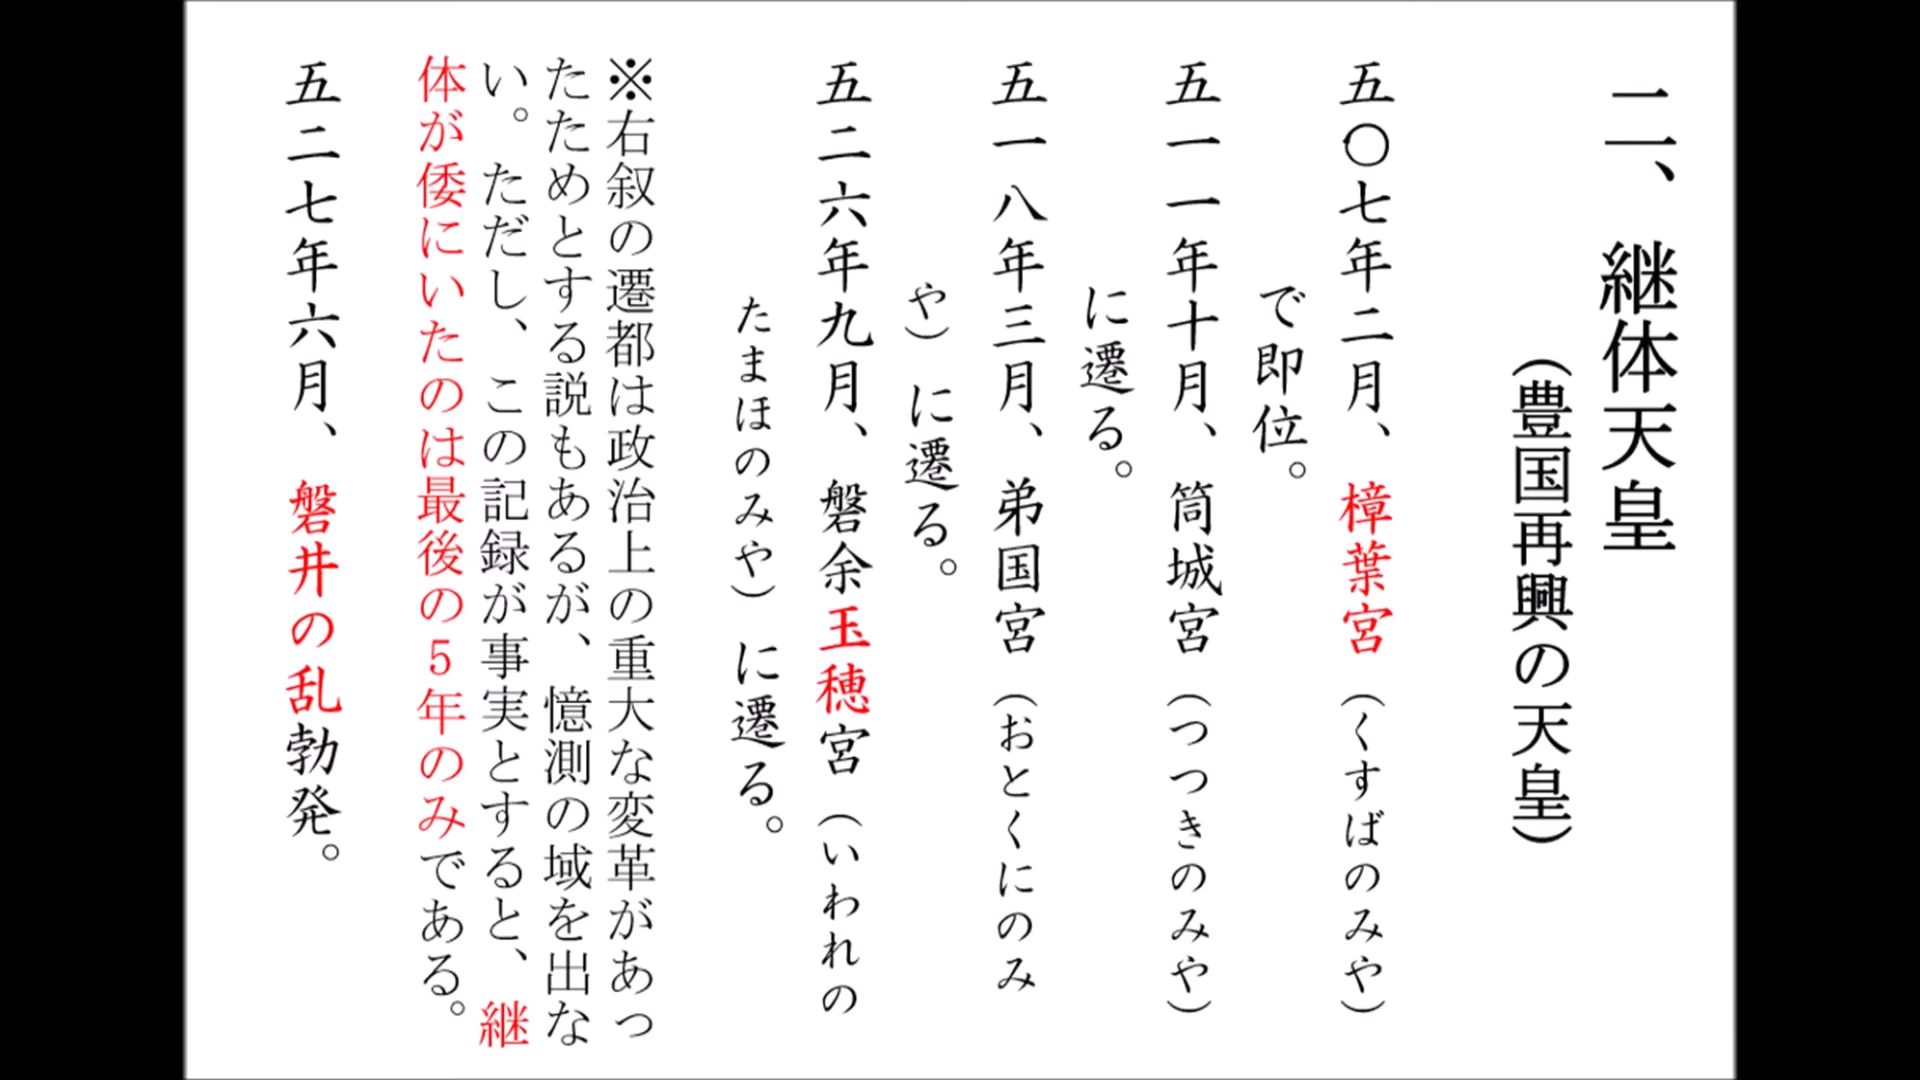 二、継体天皇
（豊国再興の天皇）
五〇七年二月、樟葉宮（くすばのみや）
で即位。
五一一年十月、筒城宮（つつきのみや）
に遷る。
五一八年三月、弟国宮（おとくにのみ
や）に遷る。
五二六年九月、磐余玉穂宮（いわれの
たまほのみや）に遷る。
※右叙の遷都は政治上の重大な変革があっ
たためとする説もあるが、憶測の域を出な
い。ただし、この記録が事実とすると、継
体が倭にいたのは最後の5年のみである。
五二七年六月、磐井の乱勃発。